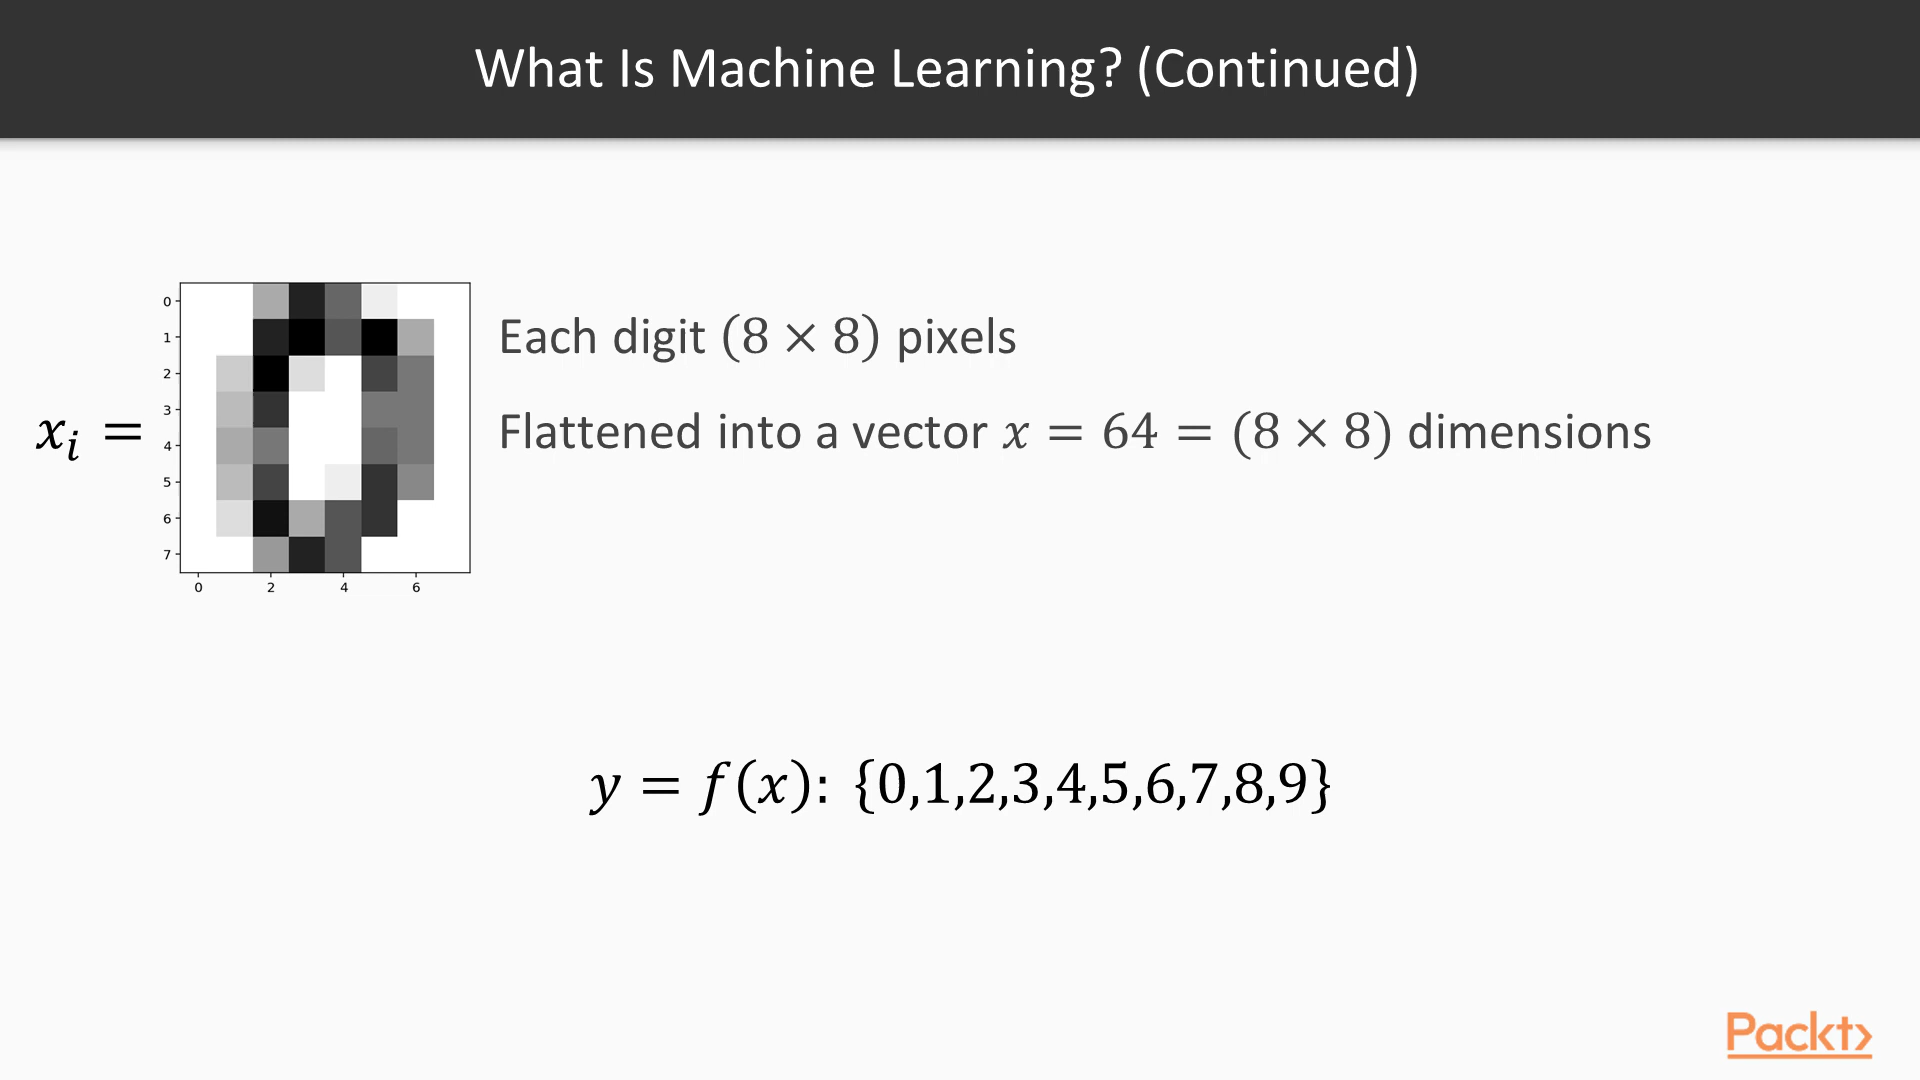 What Is Machine Learning? (Continued)
0
1
2
3
4
5
6
7
0 2 4 6
𝑥ᵢ =
Each digit (8 × 8) pixels
Flattened into a vector 𝑥 = 64 = (8 × 8) dimensions
𝑦 = 𝑓(𝑥): {0,1,2,3,4,5,6,7,8,9}
Packt>